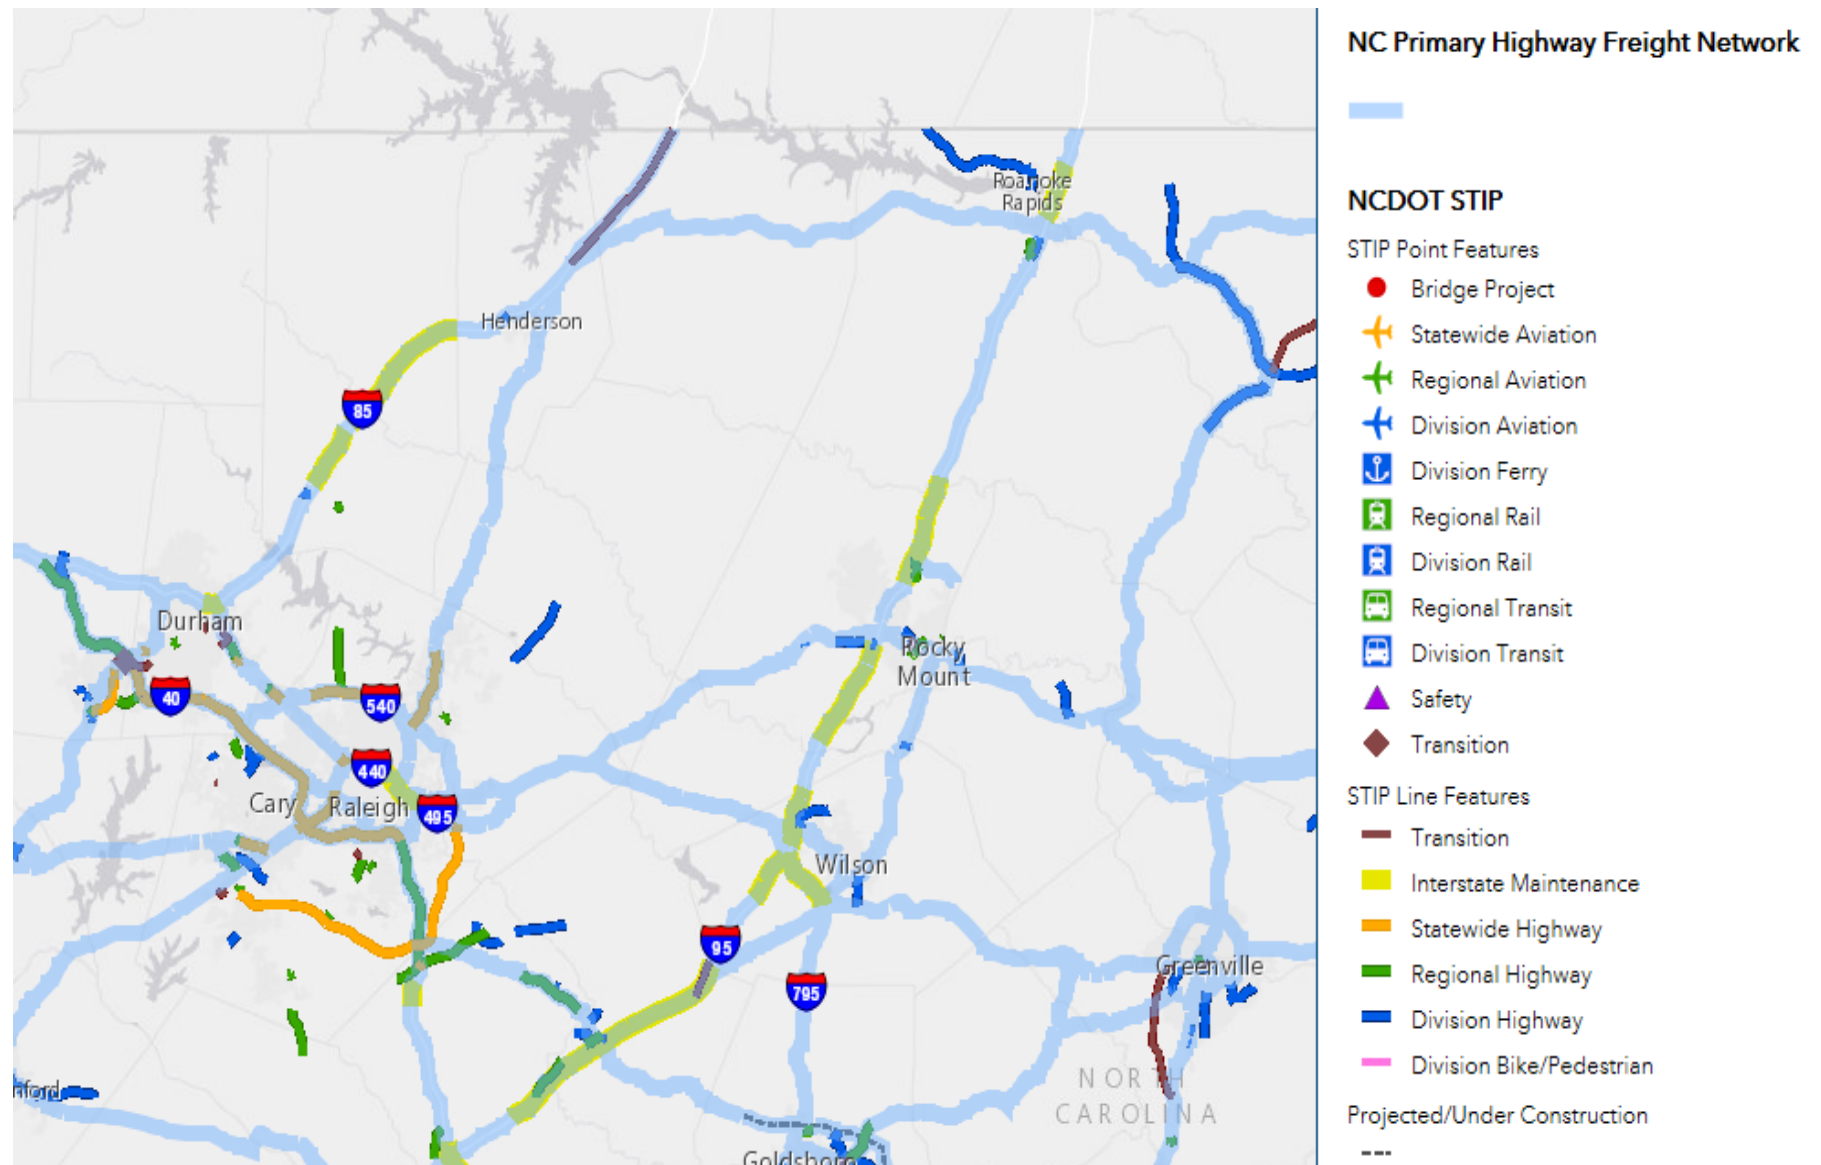 NC Primary Highway Freight Network
NCDOT STIP
STIP Point Features
Bridge Project
Statewide Aviation
Regional Aviation
Division Aviation
Division Ferry
Regional Rail
Division Rail
Regional Transit
Division Transit
Safety
Transition
STIP Line Features
Transition
Interstate Maintenance
Statewide Highway
Regional Highway
Division Highway
Division Bike/Pedestrian
Projected/Under Construction
Roanoke
Rapids
Henderson
85
Durham
40
540
Rocky
Mount
440
Cary
Raleigh
495
Wilson
95
795
Greenville
nford
NORTH
CAROLINA
Goldsboro